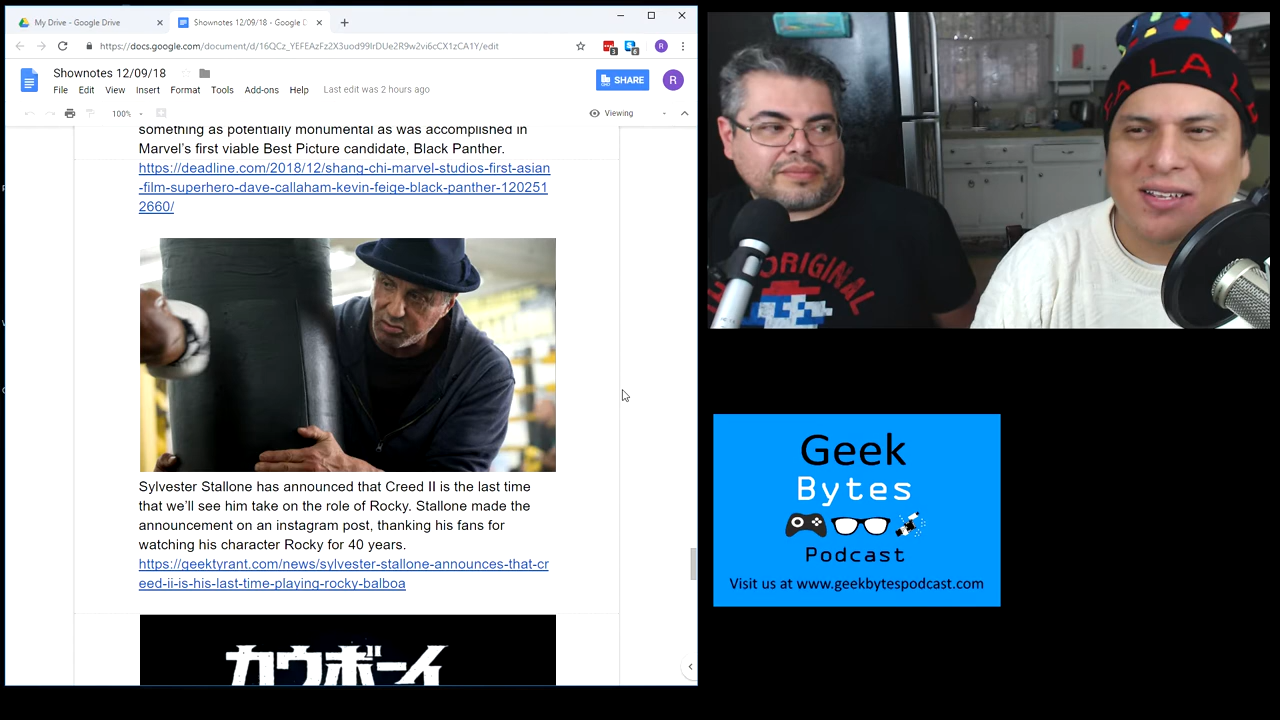 My Drive - Google Drive
Shownotes 12/09/18 - Google D
https://docs.google.com/document/d/16QCz_YEFEAzFz2X3uod99IrDUe2R9w2vi6cCX1zCA1Y/edit
Shownotes 12/09/18
File Edit View Insert Format Tools Add-ons Help Last edit was 2 hours ago
SHARE
R
100%
Viewing
something as potentially monumental as was accomplished in
Marvel's first viable Best Picture candidate, Black Panther.
https://deadline.com/2018/12/shang-chi-marvel-studios-first-asian
-film-superhero-dave-callaham-kevin-feige-black-panther-120251
2660/
Sylvester Stallone has announced that Creed II is the last time
that we'll see him take on the role of Rocky. Stallone made the
announcement on an instagram post, thanking his fans for
watching his character Rocky for 40 years.
https://geektyrant.com/news/sylvester-stallone-announces-that-cr
eed-ii-is-his-last-time-playing-rocky-balboa
カウボーイ
FA LA L
ORIGINAL
Geek
Bytes
Podcast
Visit us at www.geekbytespodcast.com